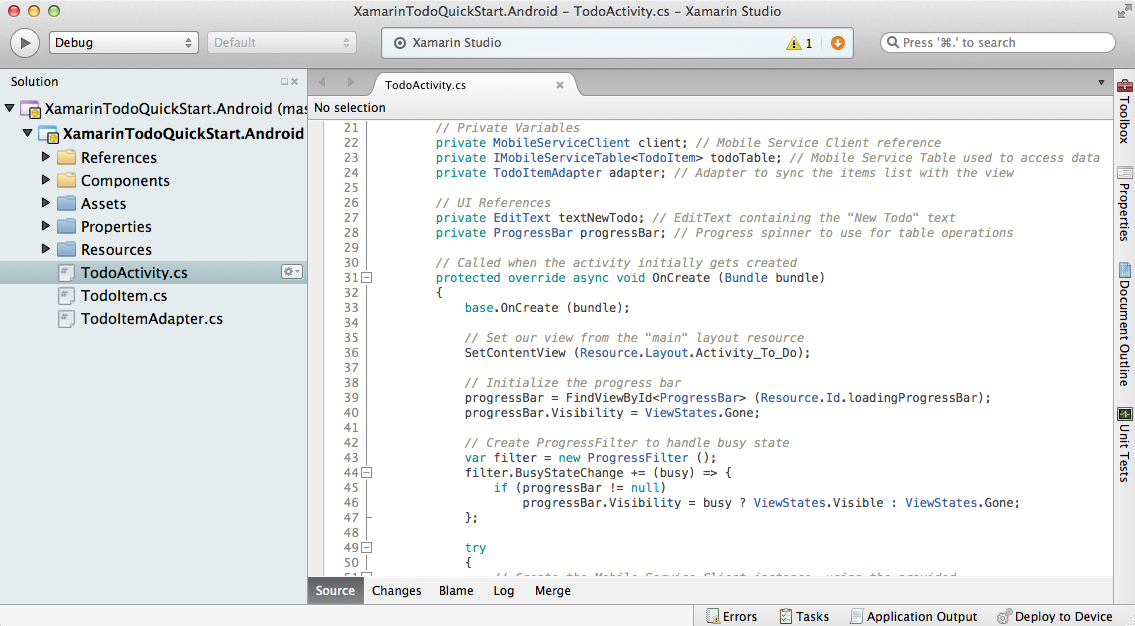 XamarinTodoQuickStart.Android – TodoActivity.cs – Xamarin Studio
Debug
Default
Xamarin Studio
1
Press '⌘.' to search
Solution
XamarinTodoQuickStart.Android (mas
XamarinTodoQuickStart.Android
References
Components
Assets
Properties
Resources
TodoActivity.cs
TodoItem.cs
TodoItemAdapter.cs
TodoActivity.cs
No selection
21 // Private Variables
22 private MobileServiceClient client; // Mobile Service Client reference
23 private IMobileServiceTable<TodoItem> todoTable; // Mobile Service Table used to access data
24 private TodoItemAdapter adapter; // Adapter to sync the items list with the view
25
26 // UI References
27 private EditText textNewTodo; // EditText containing the "New Todo" text
28 private ProgressBar progressBar; // Progress spinner to use for table operations
29
30 // Called when the activity initially gets created
31 protected override async void OnCreate (Bundle bundle)
32 {
33 base.OnCreate (bundle);
34
35 // Set our view from the "main" layout resource
36 SetContentView (Resource.Layout.Activity_To_Do);
37
38 // Initialize the progress bar
39 progressBar = FindViewById<ProgressBar> (Resource.Id.loadingProgressBar);
40 progressBar.Visibility = ViewStates.Gone;
41
42 // Create ProgressFilter to handle busy state
43 var filter = new ProgressFilter ();
44 filter.BusyStateChange += (busy) => {
45 if (progressBar != null)
46 progressBar.Visibility = busy ? ViewStates.Visible : ViewStates.Gone;
47 };
48
49 try
50 {
51 // Create the Mobile Service Client instance, using the provided
Toolbox
Properties
Document Outline
Unit Tests
Source
Changes
Blame
Log
Merge
Errors
Tasks
Application Output
Deploy to Device